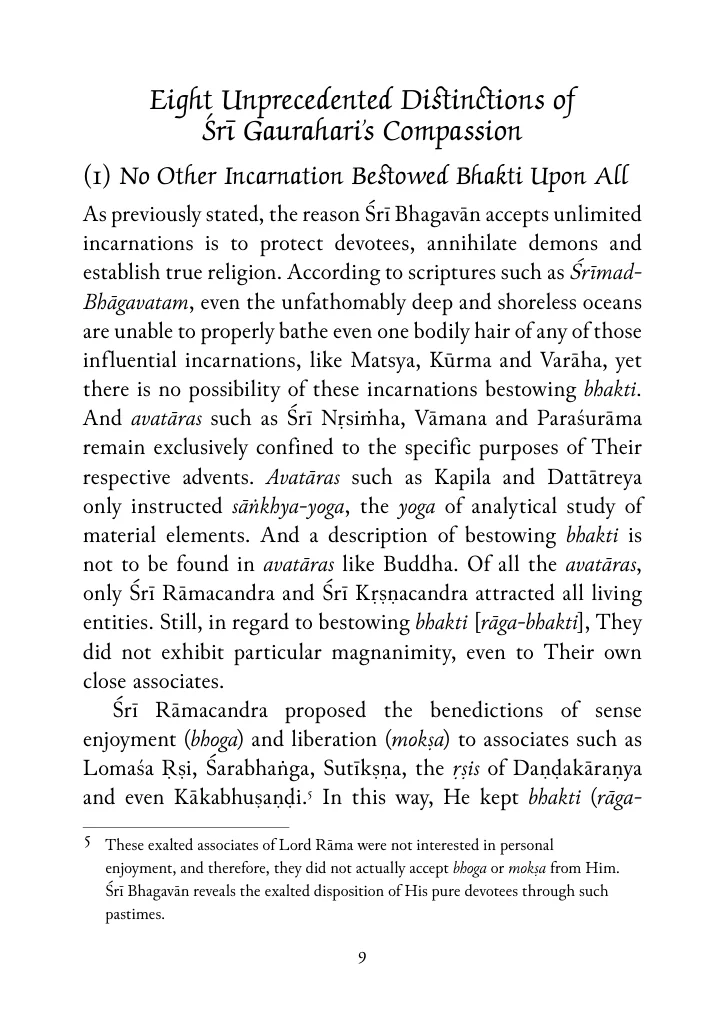 Eight Unprecedented Distinctions of
Śrī Gaurahari’s Compassion
(1) No Other Incarnation Bestowed Bhakti Upon All
As previously stated, the reason Śrī Bhagavān accepts unlimited
incarnations is to protect devotees, annihilate demons and
establish true religion. According to scriptures such as Śrīmad-
Bhāgavatam, even the unfathomably deep and shoreless oceans
are unable to properly bathe even one bodily hair of any of those
influential incarnations, like Matsya, Kūrma and Varāha, yet
there is no possibility of these incarnations bestowing bhakti.
And avatāras such as Śrī Nṛsiṁha, Vāmana and Paraśurāma
remain exclusively confined to the specific purposes of Their
respective advents. Avatāras such as Kapila and Dattātreya
only instructed sāṅkhya-yoga, the yoga of analytical study of
material elements. And a description of bestowing bhakti is
not to be found in avatāras like Buddha. Of all the avatāras,
only Śrī Rāmacandra and Śrī Kṛṣṇacandra attracted all living
entities. Still, in regard to bestowing bhakti [rāga-bhakti], They
did not exhibit particular magnanimity, even to Their own
close associates.
Śrī Rāmacandra proposed the benedictions of sense
enjoyment (bhoga) and liberation (mokṣa) to associates such as
Lomaśa Ṛṣi, Śarabhaṅga, Sutīkṣṇa, the ṛṣis of Daṇḍakāraṇya
and even Kākabhuṣaṇḍi.⁵ In this way, He kept bhakti (rāga-
5 These exalted associates of Lord Rāma were not interested in personal
enjoyment, and therefore, they did not actually accept bhoga or mokṣa from Him.
Śrī Bhagavān reveals the exalted disposition of His pure devotees through such
pastimes.
9